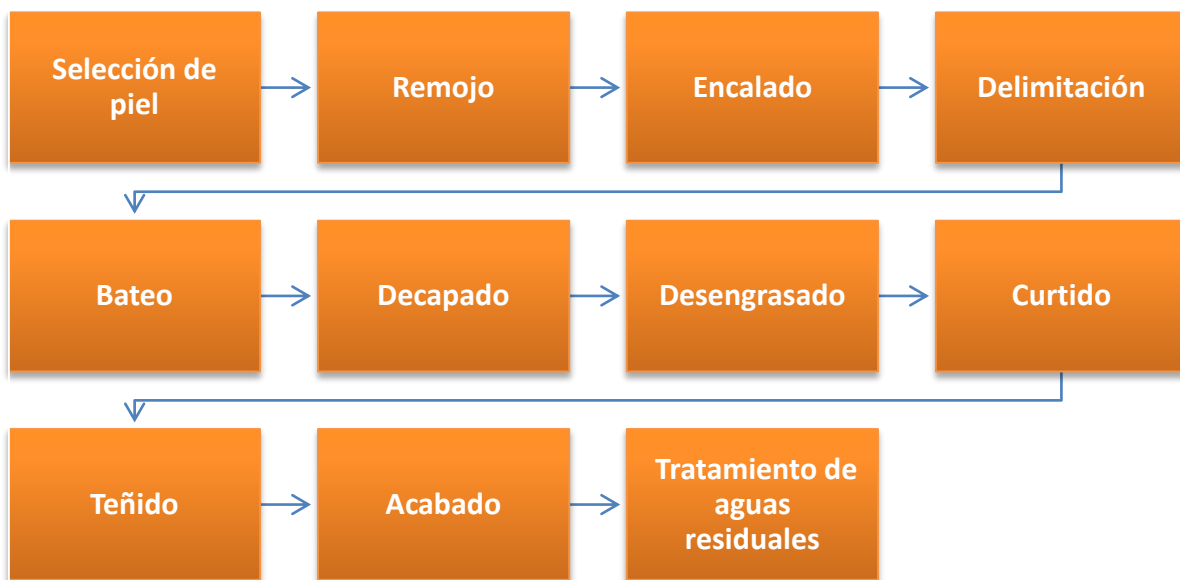 Selección de
piel
Remojo
Encalado
Delimitación
Bateo
Decapado
Desengrasado
Curtido
Teñido
Acabado
Tratamiento de
aguas
residuales